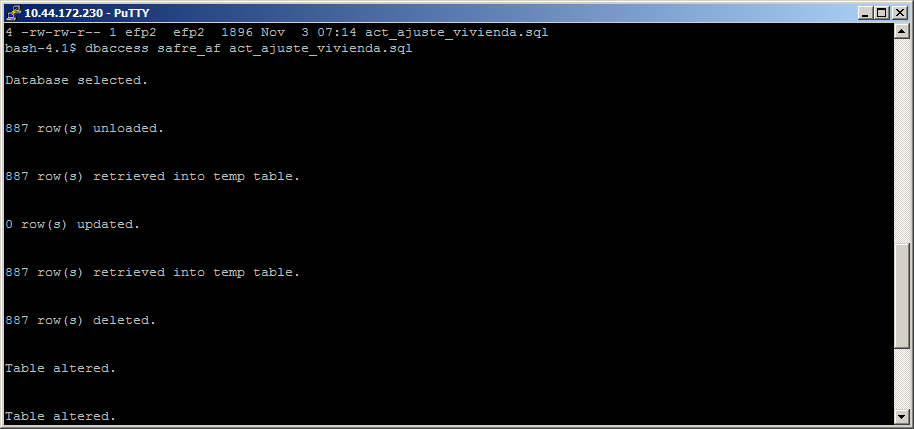 10.44.172.230 - PuTTY
4 -rw-rw-r-- 1 efp2  efp2  1896 Nov  3 07:14 act_ajuste_vivienda.sql
bash-4.1$ dbaccess safre_af act_ajuste_vivienda.sql
Database selected.
887 row(s) unloaded.
887 row(s) retrieved into temp table.
0 row(s) updated.
887 row(s) retrieved into temp table.
887 row(s) deleted.
Table altered.
Table altered.